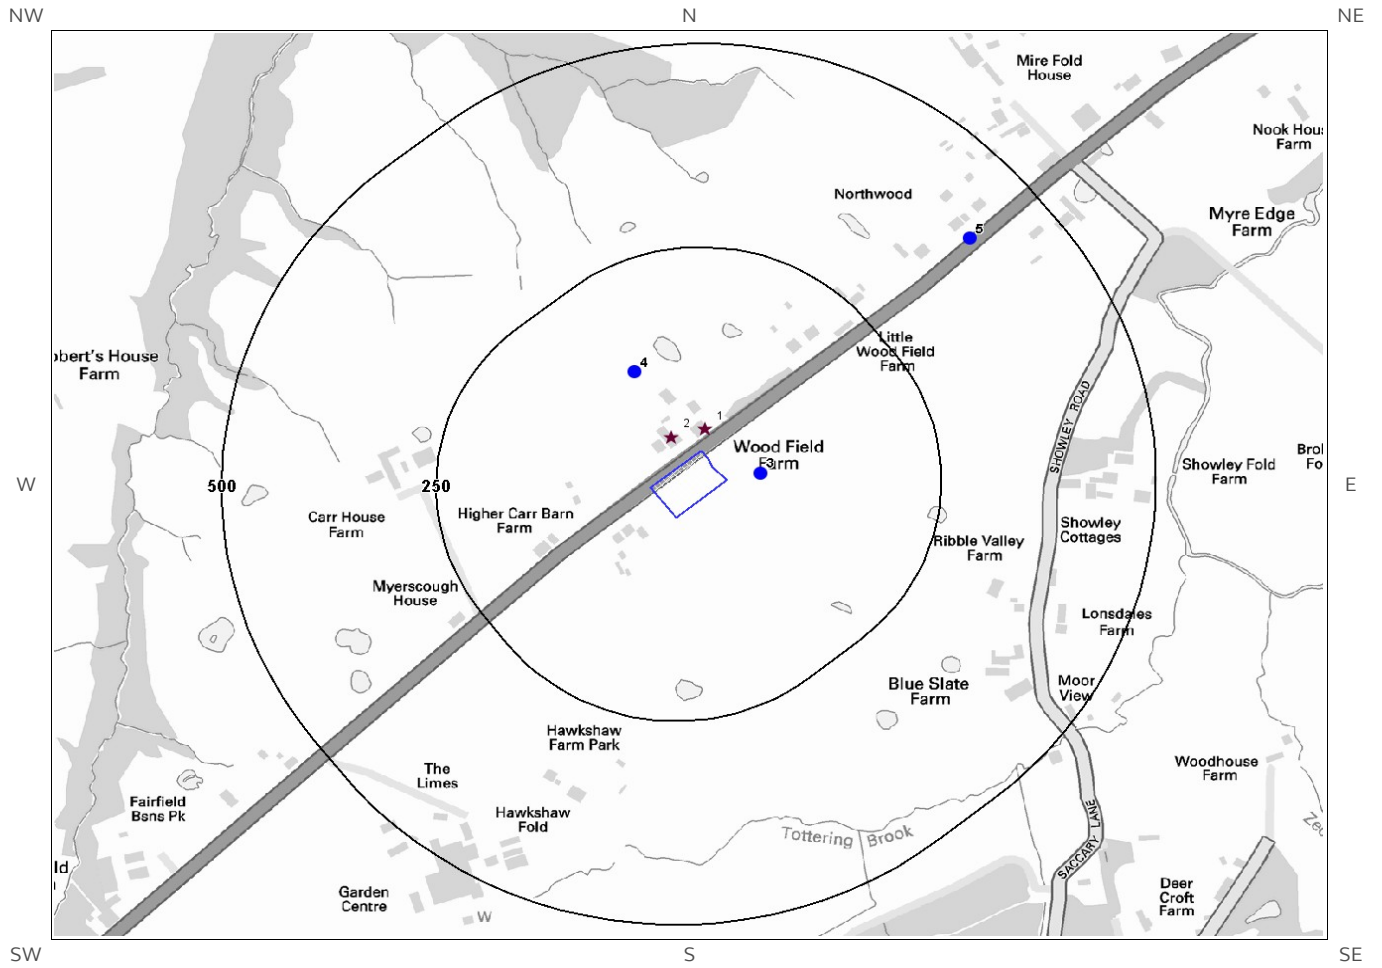 NW
N
NE
Mire Fold
House
Nook Hou
Farm
Northwood
Myre Edge
Farm
5
Little
Wood Field
Farm
obert's House
Farm
4
SHOWLEY ROAD
1
2
Wood Field
Farm
3
Brol
Fo
Showley Fold
Farm
W
500
250
E
Carr House
Farm
Higher Carr Barn
Farm
Showley
Cottages
Ribble Valley
Farm
Myerscough
House
Lonsdales
Farm
Blue Slate
Farm
Moor
View
Hawkshaw
Farm Park
The
Limes
Woodhouse
Farm
Fairfield
Bsns Pk
Hawkshaw
Fold
Tottering Brook
SACCARY LANE
Zec
ld
Garden
Centre
W
Deer
Croft
Farm
SW
S
SE